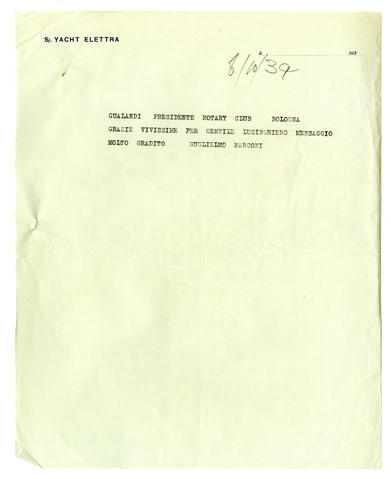 S/. YACHT ELETTRA
8/10/34
193
GUALANDI PRESIDENTE ROTARY CLUB BOLOGNA
GRAZIE VIVISSIME PER GENTILE LUSINGHIERO MESSAGGIO
MOLTO GRADITO GUGLIELMO MARCONI